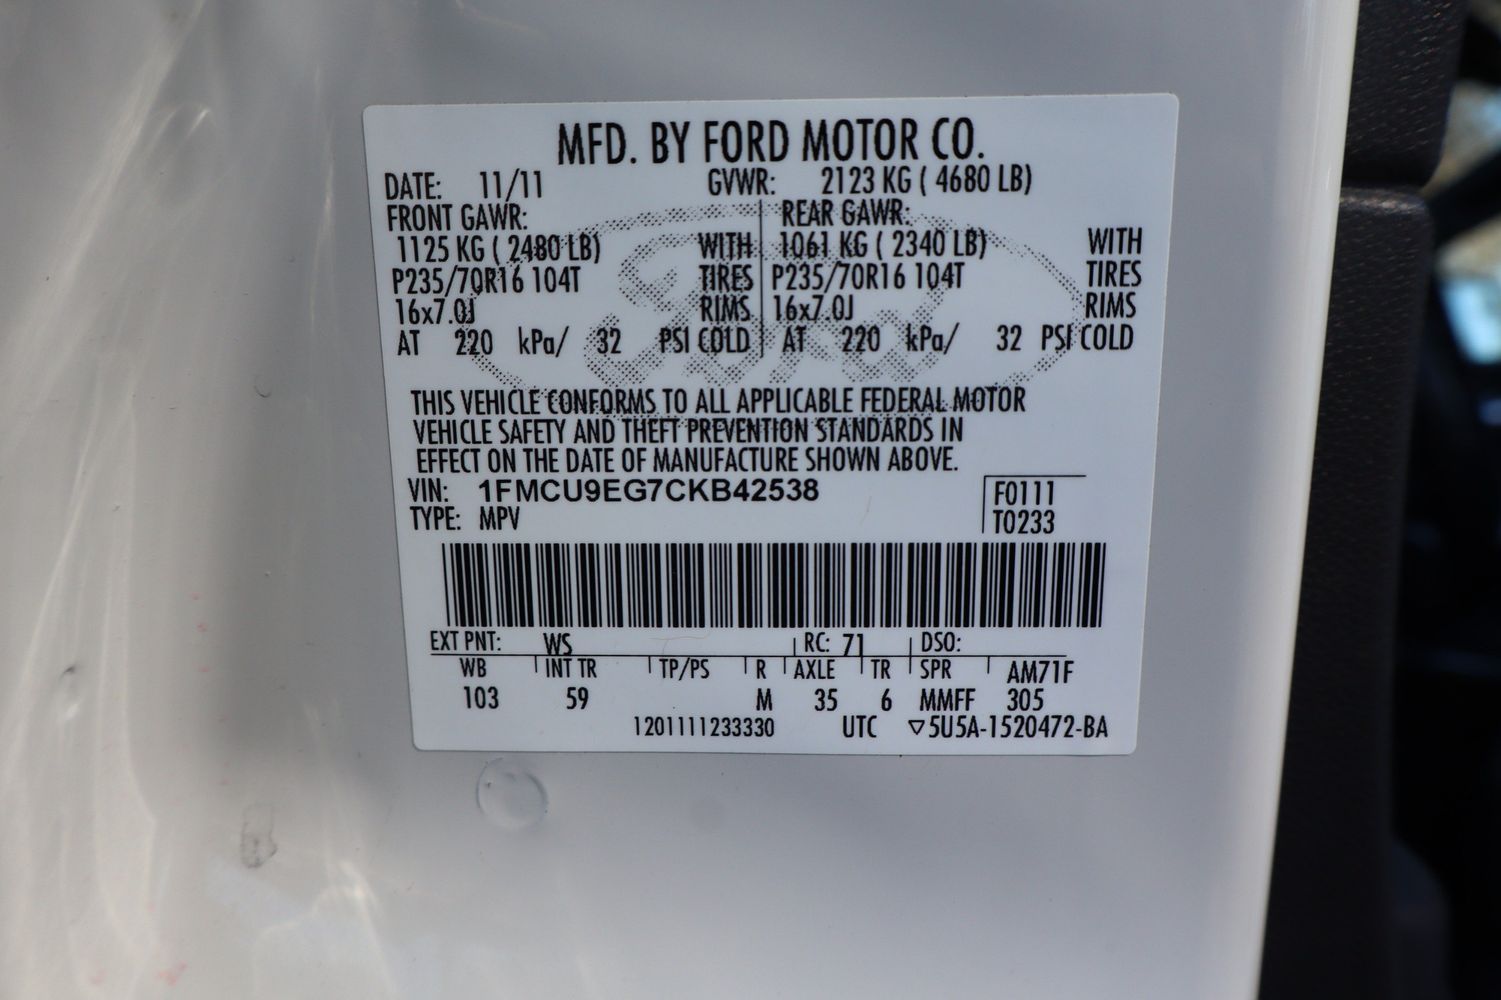 MFD. BY FORD MOTOR CO.
DATE: 11/11 GVWR: 2123 KG ( 4680 LB)
FRONT GAWR: REAR GAWR:
1125 KG ( 2480 LB) WITH 1061 KG ( 2340 LB) WITH
P235/70R16 104T TIRES P235/70R16 104T TIRES
16x7.0J RIMS 16x7.0J RIMS
AT 220 kPa/ 32 PSI COLD AT 220 kPa/ 32 PSI COLD
Ford
THIS VEHICLE CONFORMS TO ALL APPLICABLE FEDERAL MOTOR
VEHICLE SAFETY AND THEFT PREVENTION STANDARDS IN
EFFECT ON THE DATE OF MANUFACTURE SHOWN ABOVE.
VIN: 1FMCU9EG7CKB42538 F0111
TYPE: MPV T0233
EXT PNT: WS RC: 71 DSO:
WB INT TR TP/PS R AXLE TR SPR AM71F
103 59 M 35 6 MMFF 305
1201111233330 UTC ▽5U5A-1520472-BA